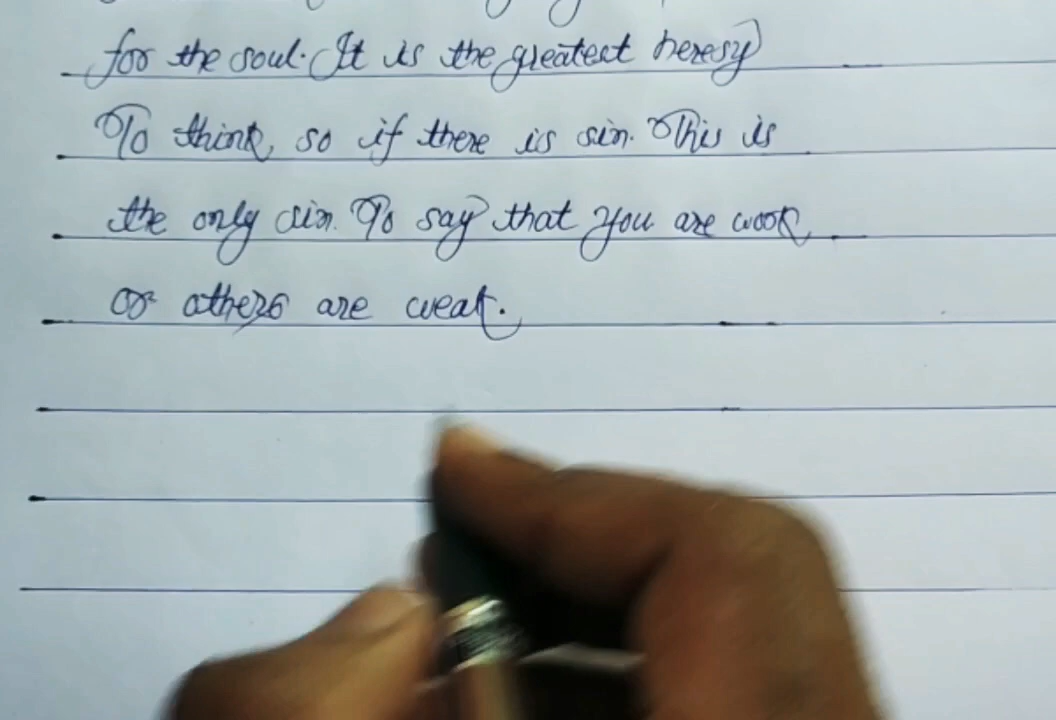 for the soul. It is the greatest heresy
To think, so if there is sin. This is
the only sin. To say that you are weak
or others are weak.